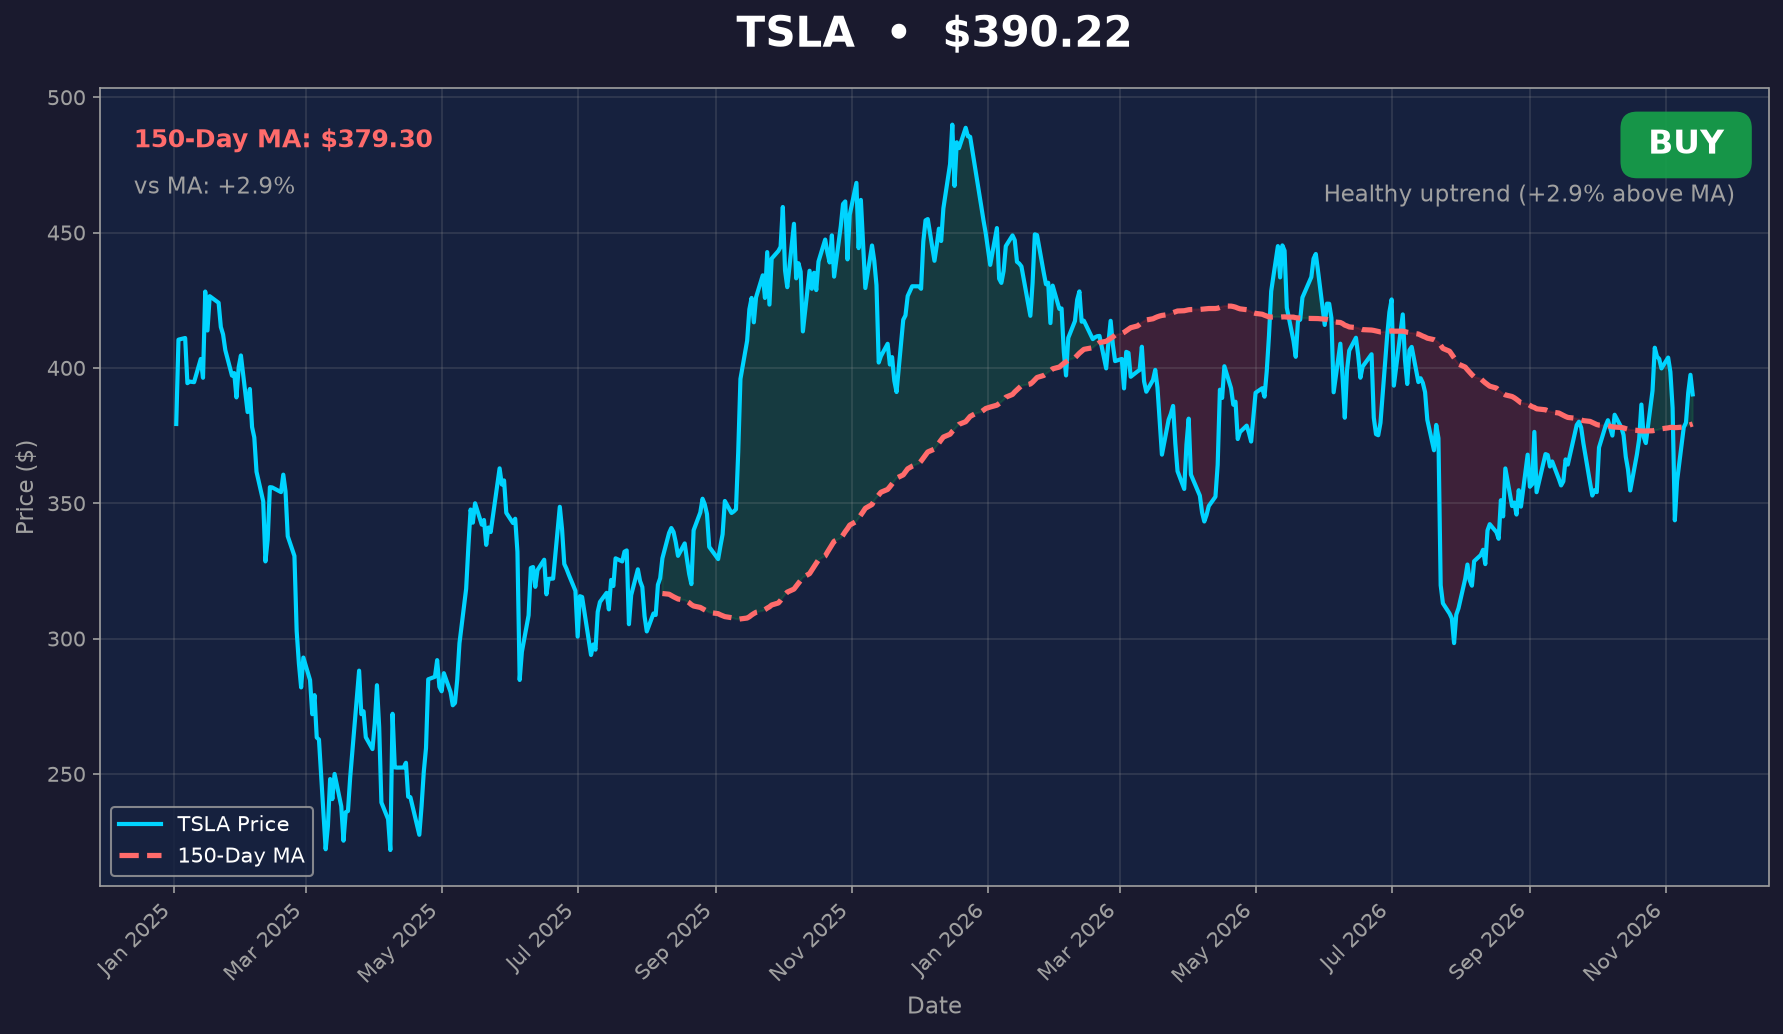 TSLA • $390.22
150-Day MA: $379.30
vs MA: +2.9%
BUY
Healthy uptrend (+2.9% above MA)
500
450
400
350
300
250
Price ($)
TSLA Price
150-Day MA
Jan 2025
Mar 2025
May 2025
Jul 2025
Sep 2025
Nov 2025
Jan 2026
Mar 2026
May 2026
Jul 2026
Sep 2026
Nov 2026
Date